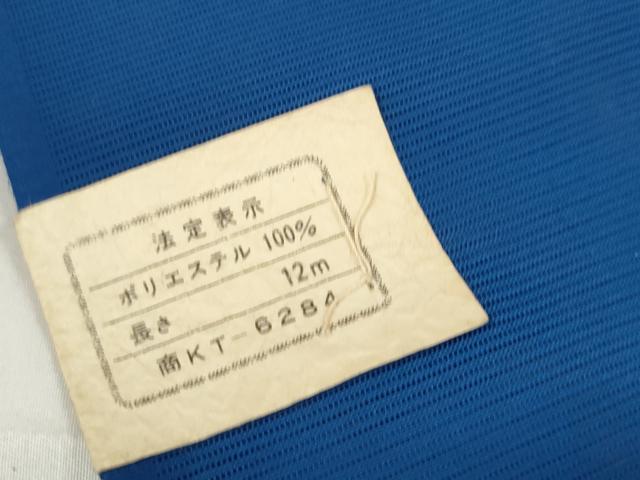 法定表示
ポリエステル 100%
長さ 12m
商KT-6284